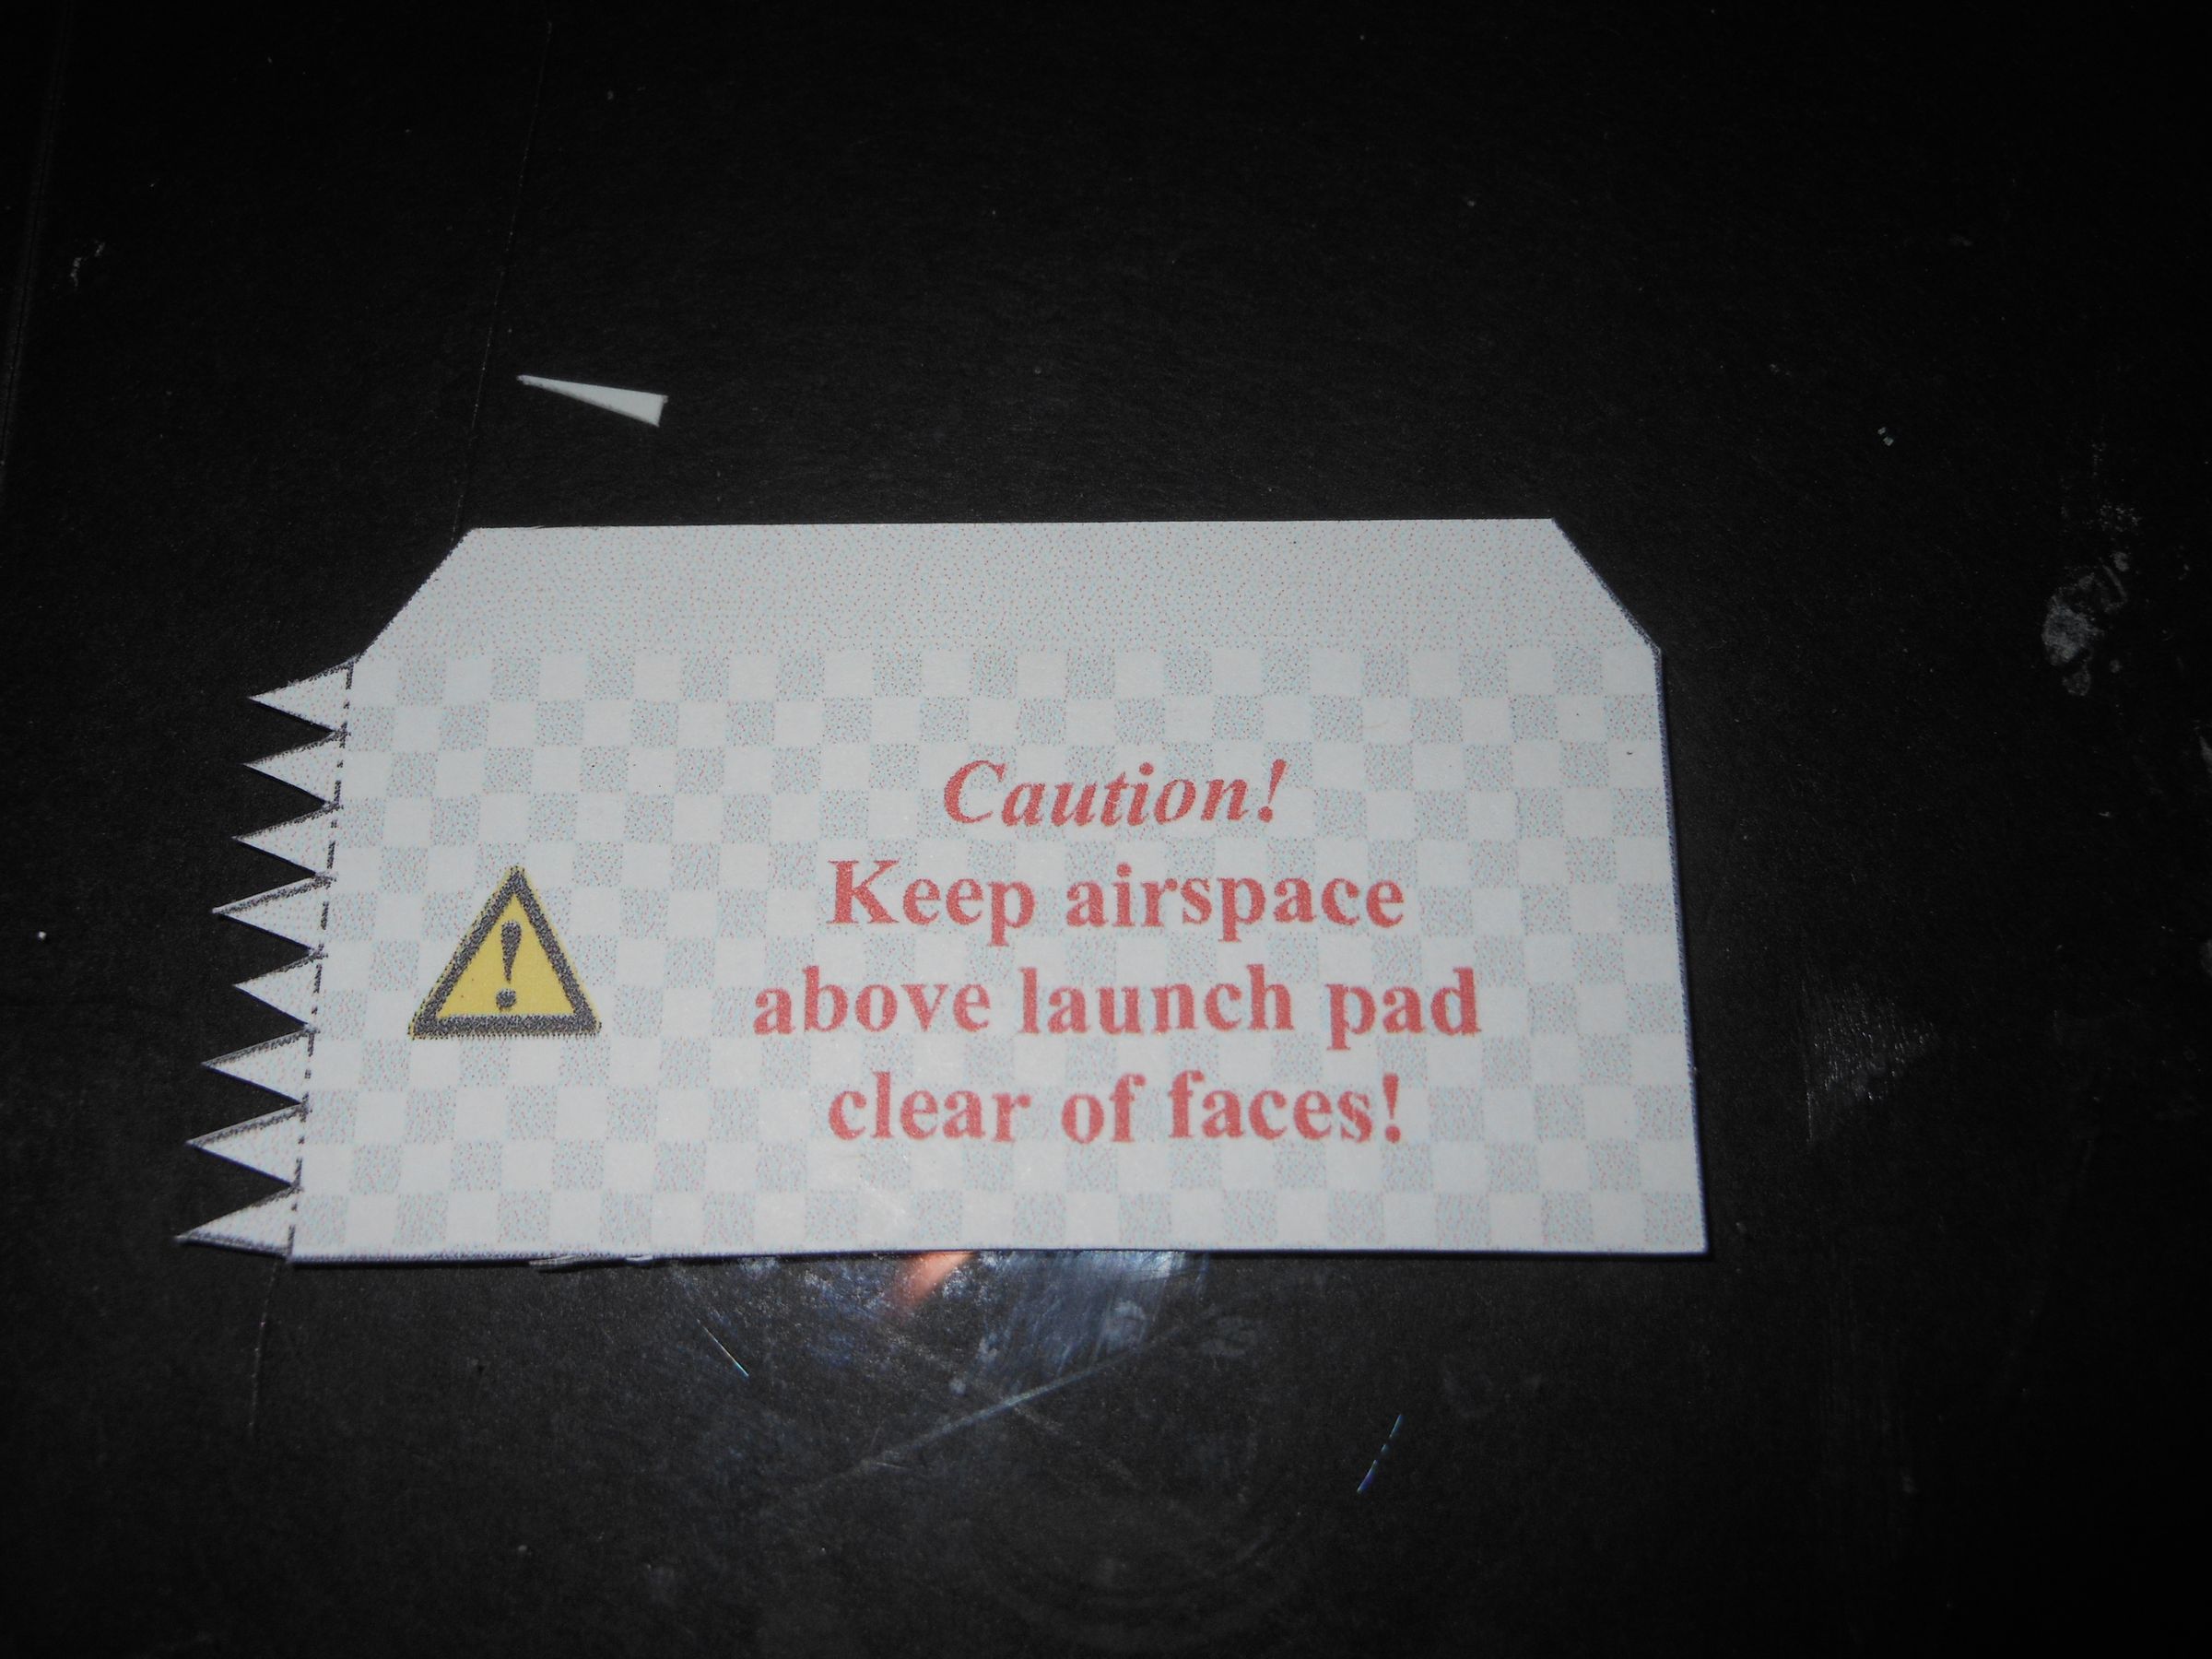 Caution!
Keep airspace
above launch pad
clear of faces!